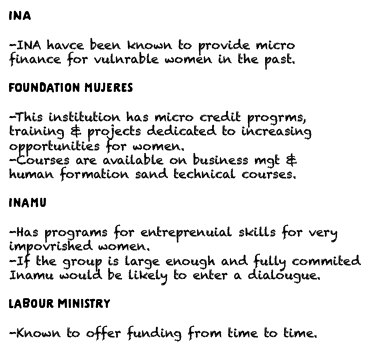 INA
-INA havce been known to provide micro
finance for vulnrable women in the past.
FOUNDATION MUJERES
-This institution has micro credit progrms,
training & projects dedicated to increasing
opportunities for women.
-Courses are available on business mgt &
human formation sand technical courses.
INAMU
-Has programs for entreprenuial skills for very
impovrished women.
-If the group is large enough and fully commited
Inamu would be likely to enter a dialougue.
LABOUR MINISTRY
-Known to offer funding from time to time.